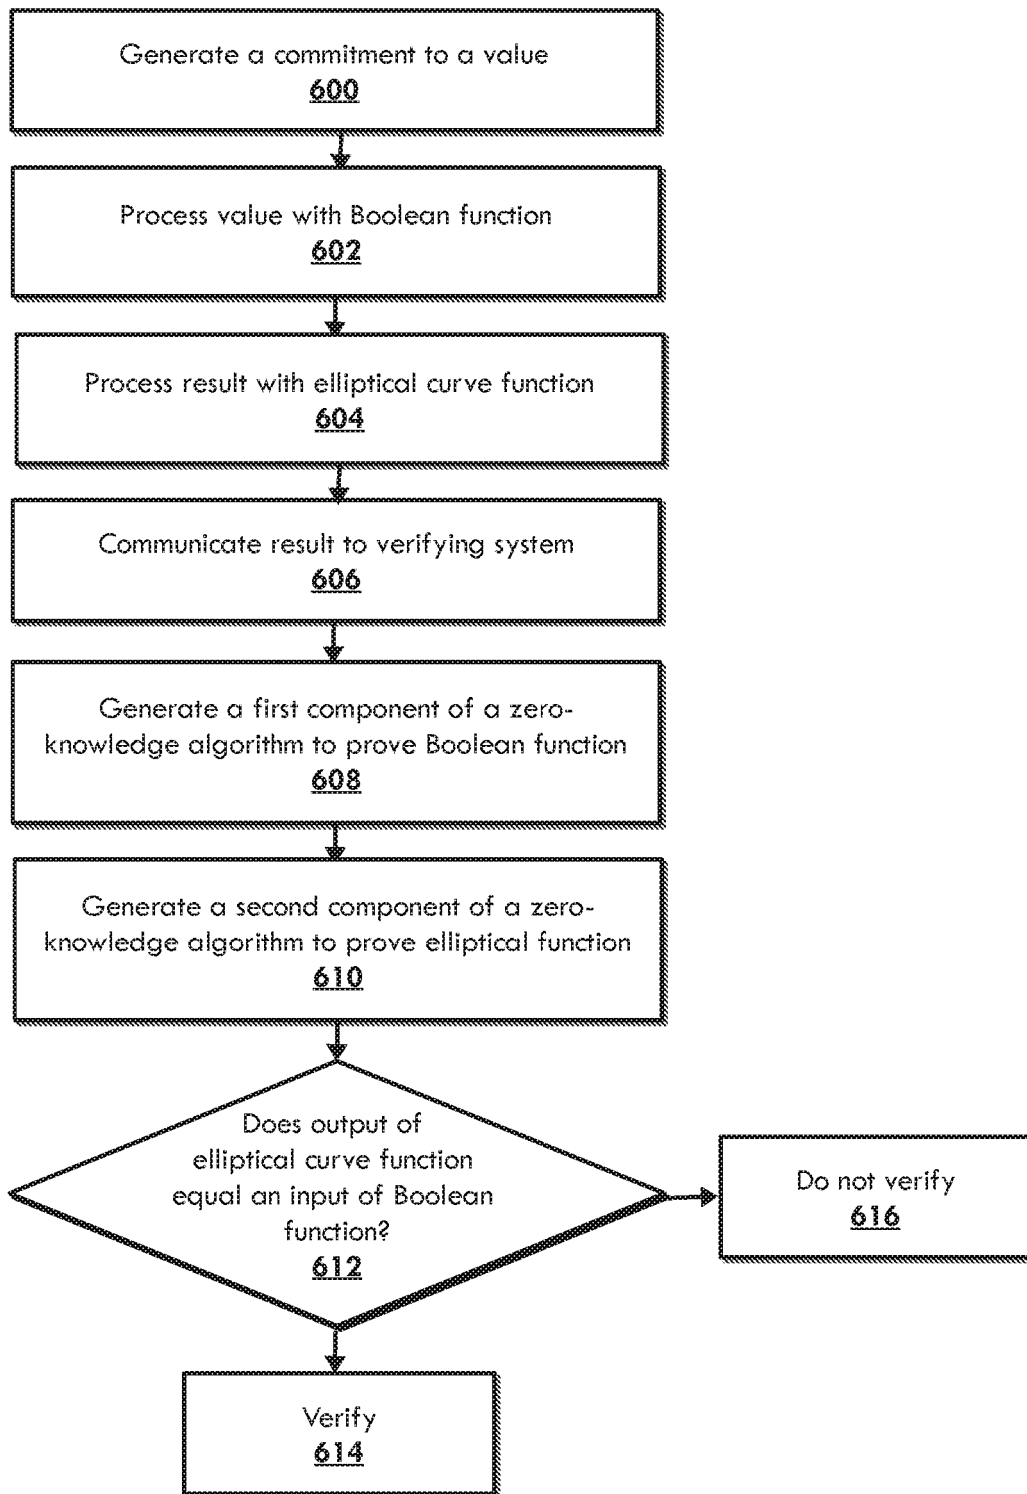 Generate a commitment to a value
600
Process value with Boolean function
602
Process result with elliptical curve function
604
Communicate result to verifying system
606
Generate a first component of a zero-
knowledge algorithm to prove Boolean function
608
Generate a second component of a zero-
knowledge algorithm to prove elliptical function
610
Does output of
elliptical curve function
equal an input of Boolean
function?
612
Do not verify
616
Verify
614